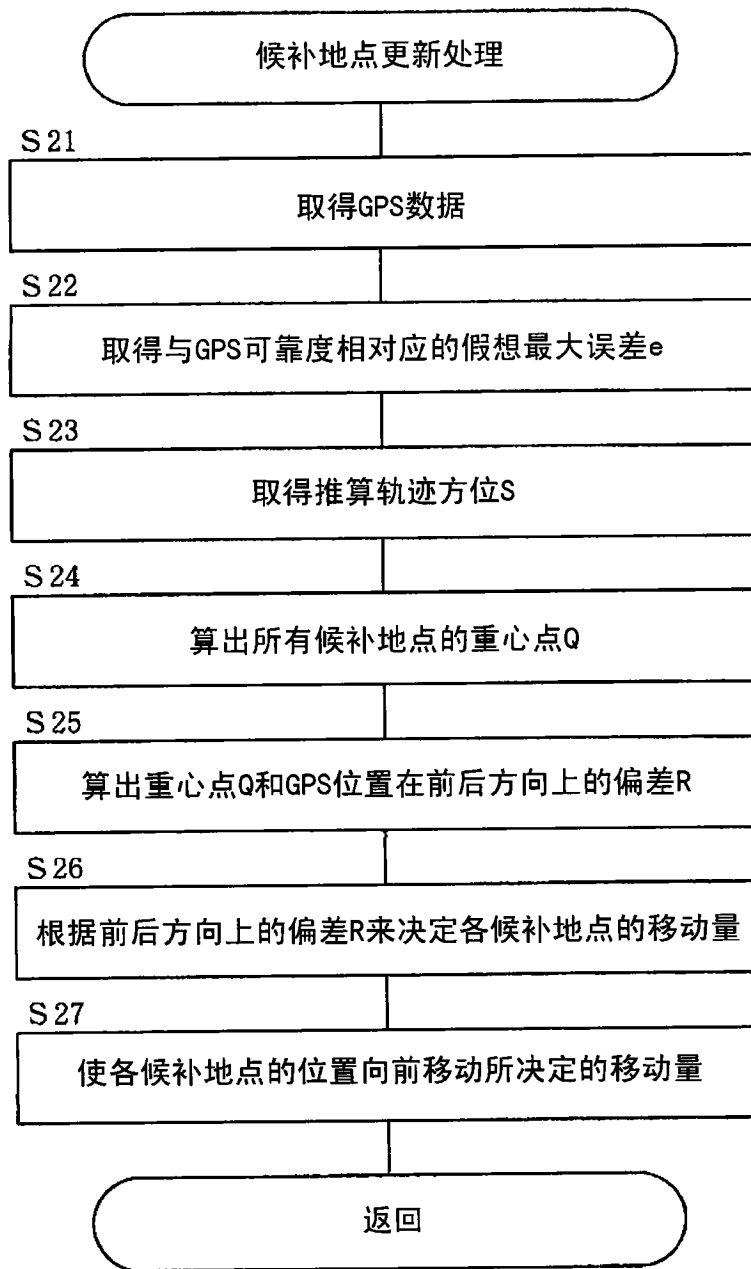 候补地点更新处理
S21
取得GPS数据
S22
取得与GPS可靠度相对应的假想最大误差e
S23
取得推算轨迹方位S
S24
算出所有候补地点的重心点Q
S25
算出重心点Q和GPS位置在前后方向上的偏差R
S26
根据前后方向上的偏差R来决定各候补地点的移动量
S27
使各候补地点的位置向前移动所决定的移动量
返回